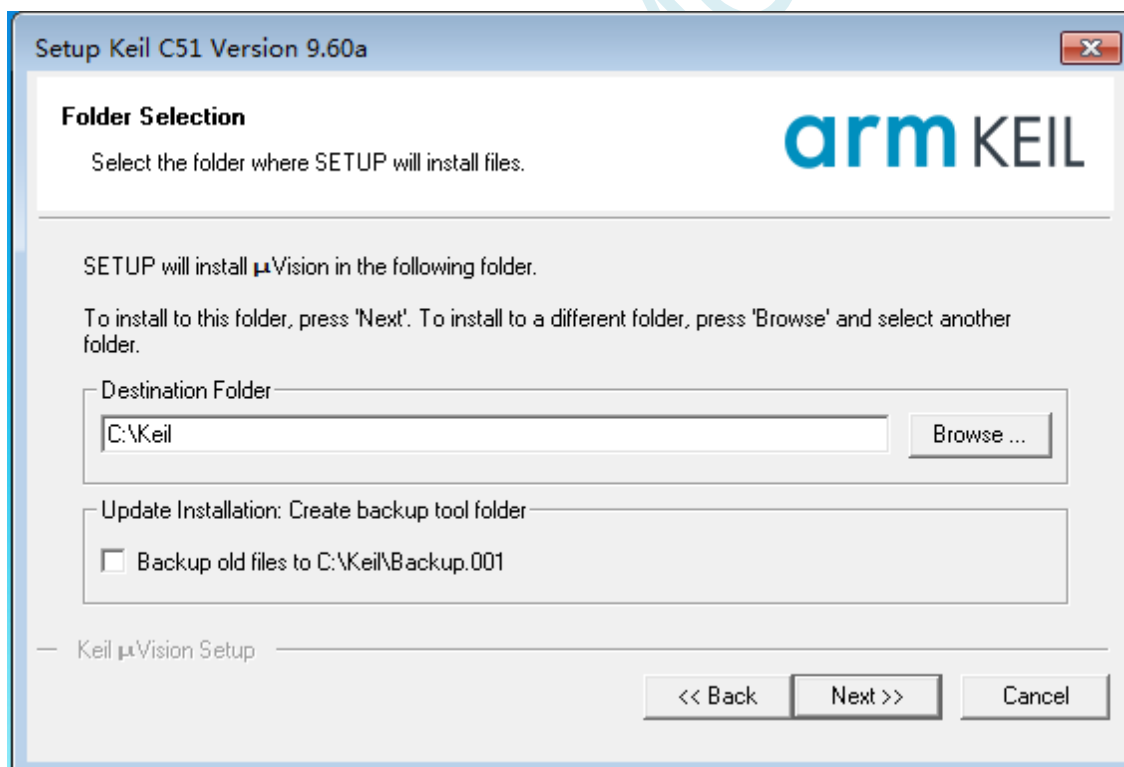 Setup Keil C51 Version 9.60a
Folder Selection
Select the folder where SETUP will install files.
arm KEIL
SETUP will install µVision in the following folder.
To install to this folder, press 'Next'. To install to a different folder, press 'Browse' and select another
folder.
Destination Folder
C:\Keil
Browse ...
Update Installation: Create backup tool folder
Backup old files to C:\Keil\Backup.001
Keil µVision Setup
<< Back
Next >>
Cancel